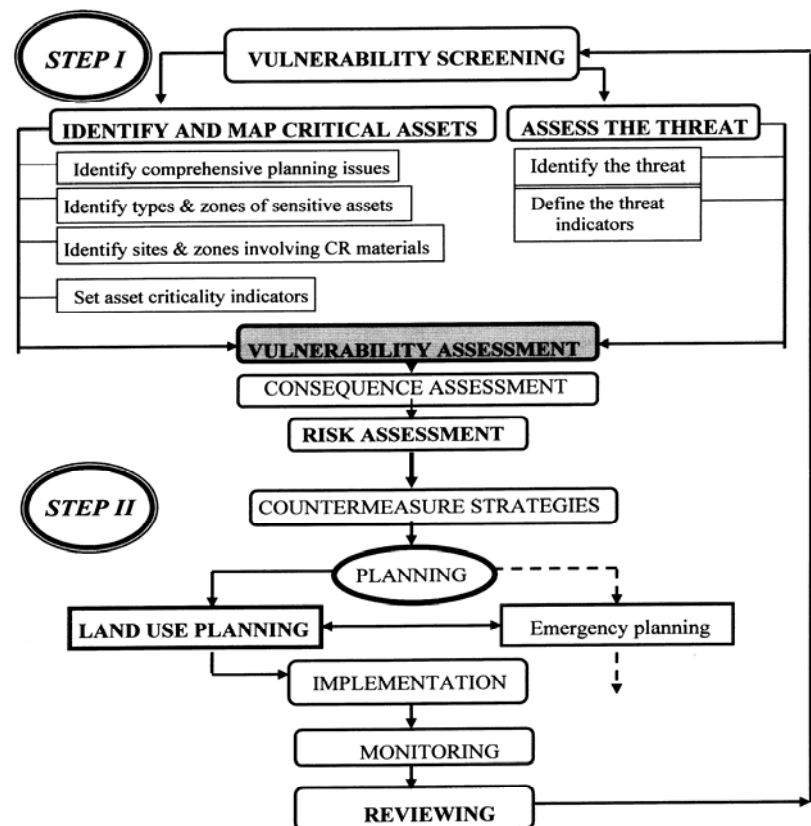 STEP I
VULNERABILITY SCREENING
IDENTIFY AND MAP CRITICAL ASSETS
ASSESS THE THREAT
Identify comprehensive planning issues
Identify types & zones of sensitive assets
Identify sites & zones involving CR materials
Set asset criticality indicators
Identify the threat
Define the threat
indicators
VULNERABILITY ASSESSMENT
CONSEQUENCE ASSESSMENT
RISK ASSESSMENT
STEP II
COUNTERMEASURE STRATEGIES
PLANNING
LAND USE PLANNING
Emergency planning
IMPLEMENTATION
MONITORING
REVIEWING